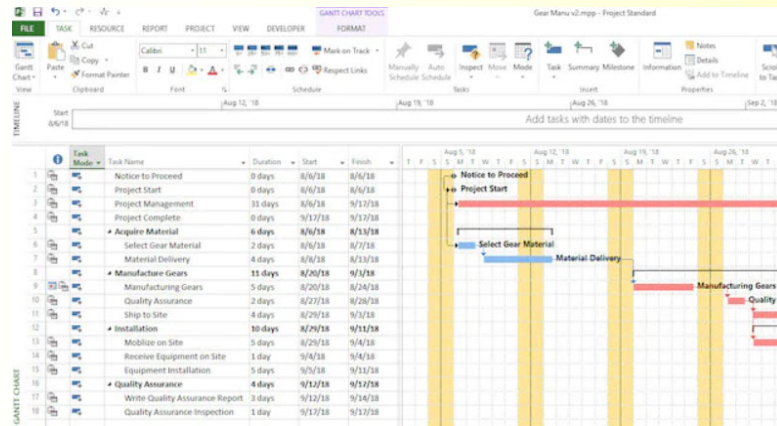 GANTT CHART TOOLS
Gear Manu v2.mpp - Project Standard
FILE TASK RESOURCE REPORT PROJECT VIEW DEVELOPER FORMAT
Gantt Chart
View
Paste
Cut
Copy
Format Painter
Clipboard
Calibri 11
B I U
Font
Mark on Track
Respect Links
Schedule
Manually Schedule
Auto Schedule
Inspect Move Mode
Tasks
Task Summary Milestone
Insert
Information
Notes
Details
Add to Timeline
Properties
TIMELINE
Start
8/6/18
Aug 12, '18 Aug 19, '18 Aug 26, '18 Sep 2, '18
Add tasks with dates to the timeline
Task Mode Task Name Duration Start Finish
Aug 5, '18 Aug 12, '18 Aug 19, '18 Aug 26, '18
1 Notice to Proceed 0 days 8/6/18 8/6/18
2 Project Start 0 days 8/6/18 8/6/18
3 Project Management 31 days 8/6/18 9/17/18
4 Project Complete 0 days 9/17/18 9/17/18
5 Acquire Material 6 days 8/6/18 8/13/18
6 Select Gear Material 2 days 8/6/18 8/7/18
7 Material Delivery 4 days 8/8/18 8/13/18
8 Manufacture Gears 11 days 8/20/18 9/3/18
9 Manufacturing Gears 5 days 8/20/18 8/24/18
10 Quality Assurance 2 days 8/27/18 8/28/18
11 Ship to Site 4 days 8/29/18 9/3/18
12 Installation 10 days 8/29/18 9/11/18
13 Moblize on Site 5 days 8/29/18 9/4/18
14 Receive Equipment on Site 1 day 9/4/18 9/4/18
15 Equipment Installation 5 days 9/5/18 9/11/18
16 Quality Assurance 4 days 9/12/18 9/17/18
17 Write Quality Assurance Report 3 days 9/12/18 9/14/18
18 Quality Assurance Inspection 1 day 9/17/18 9/17/18
Notice to Proceed
Project Start
Select Gear Material
Material Delivery
Manufacturing Gears
Quality
GANTT CHART